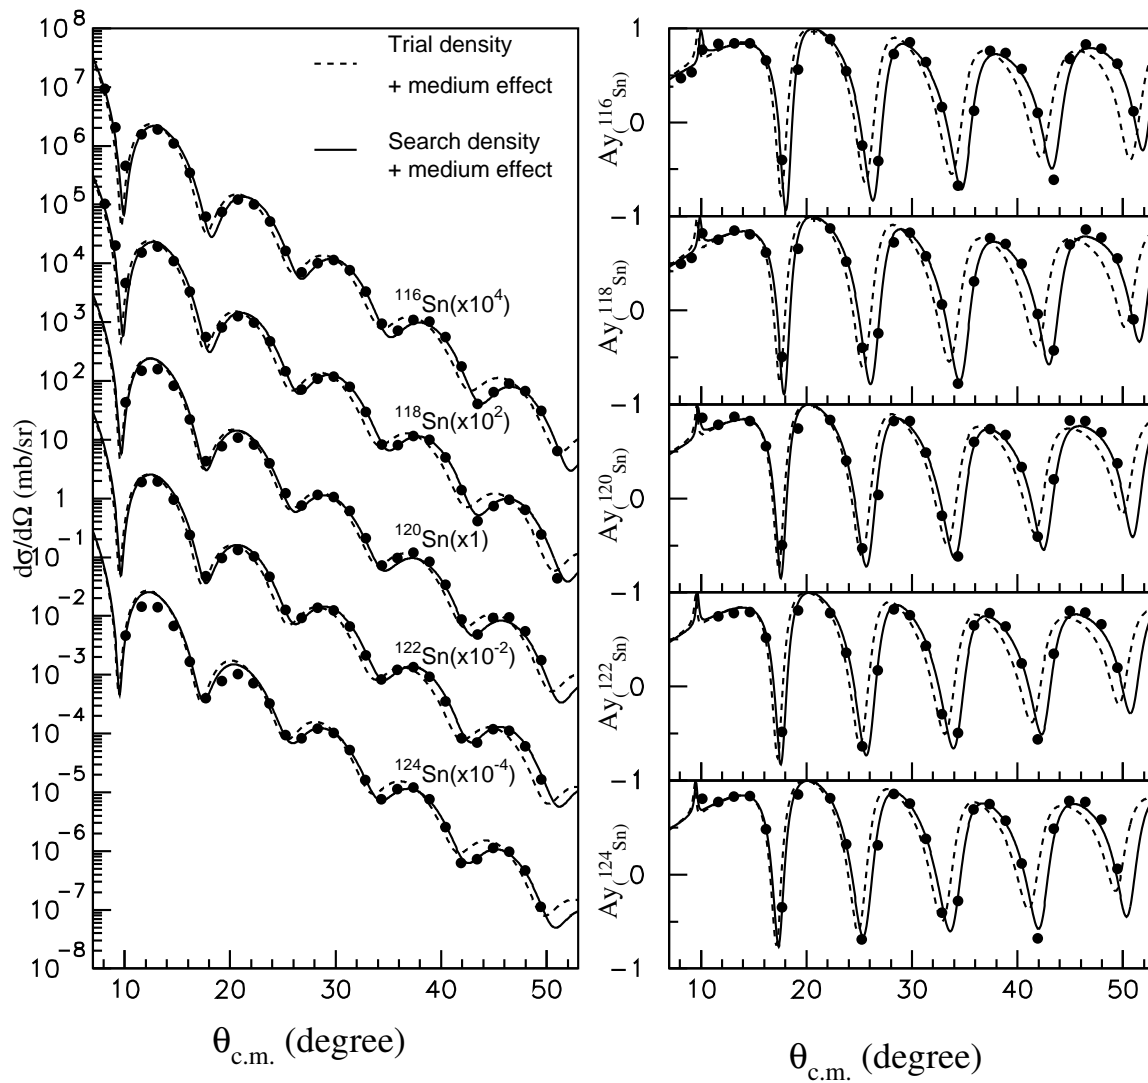 10^8
10^7
10^6
10^5
10^4
10^3
10^2
10
1
10^-1
10^-2
10^-3
10^-4
10^-5
10^-6
10^-7
10^-8
dσ/dΩ (mb/sr)
Trial density
+ medium effect
Search density
+ medium effect
^116Sn(x10^4)
^118Sn(x10^2)
^120Sn(x1)
^122Sn(x10^-2)
^124Sn(x10^-4)
10 20 30 40 50
θc.m. (degree)
1
0
-1
Ay(^116Sn)
0
-1
Ay(^118Sn)
0
-1
Ay(^120Sn)
0
-1
Ay(^122Sn)
0
-1
Ay(^124Sn)
10 20 30 40 50
θc.m. (degree)